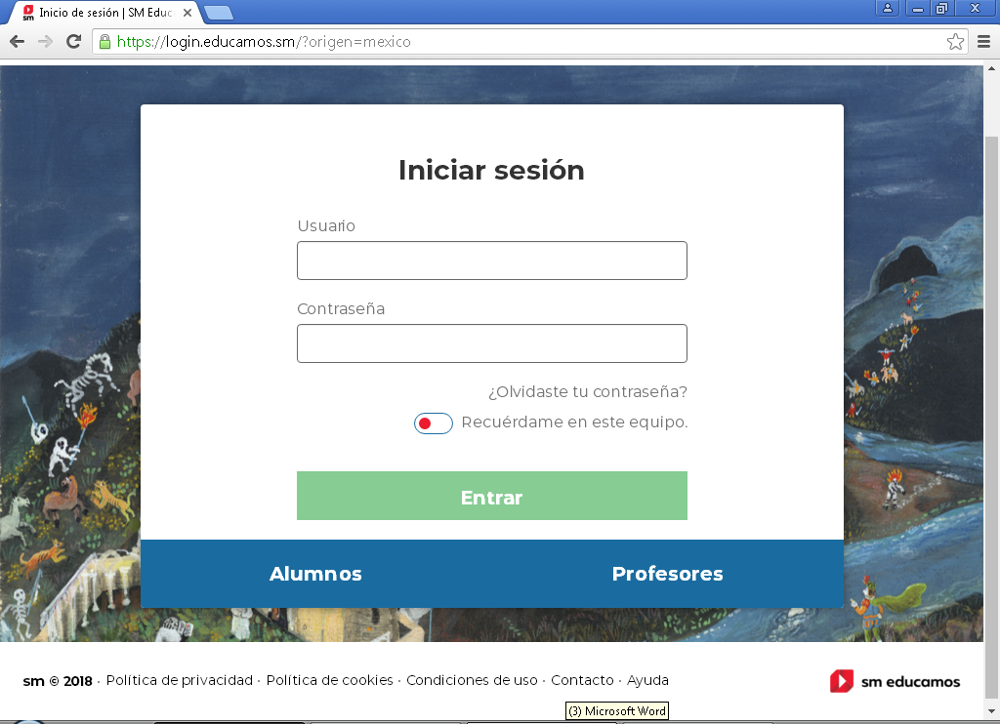 Inicio de sesión | SM Educ
https://login.educamos.sm/?origen=mexico
Iniciar sesión
Usuario
Contraseña
¿Olvidaste tu contraseña?
Recuérdame en este equipo.
Entrar
Alumnos Profesores
sm © 2018 · Política de privacidad · Política de cookies · Condiciones de uso · Contacto · Ayuda
sm educamos
(3) Microsoft Word